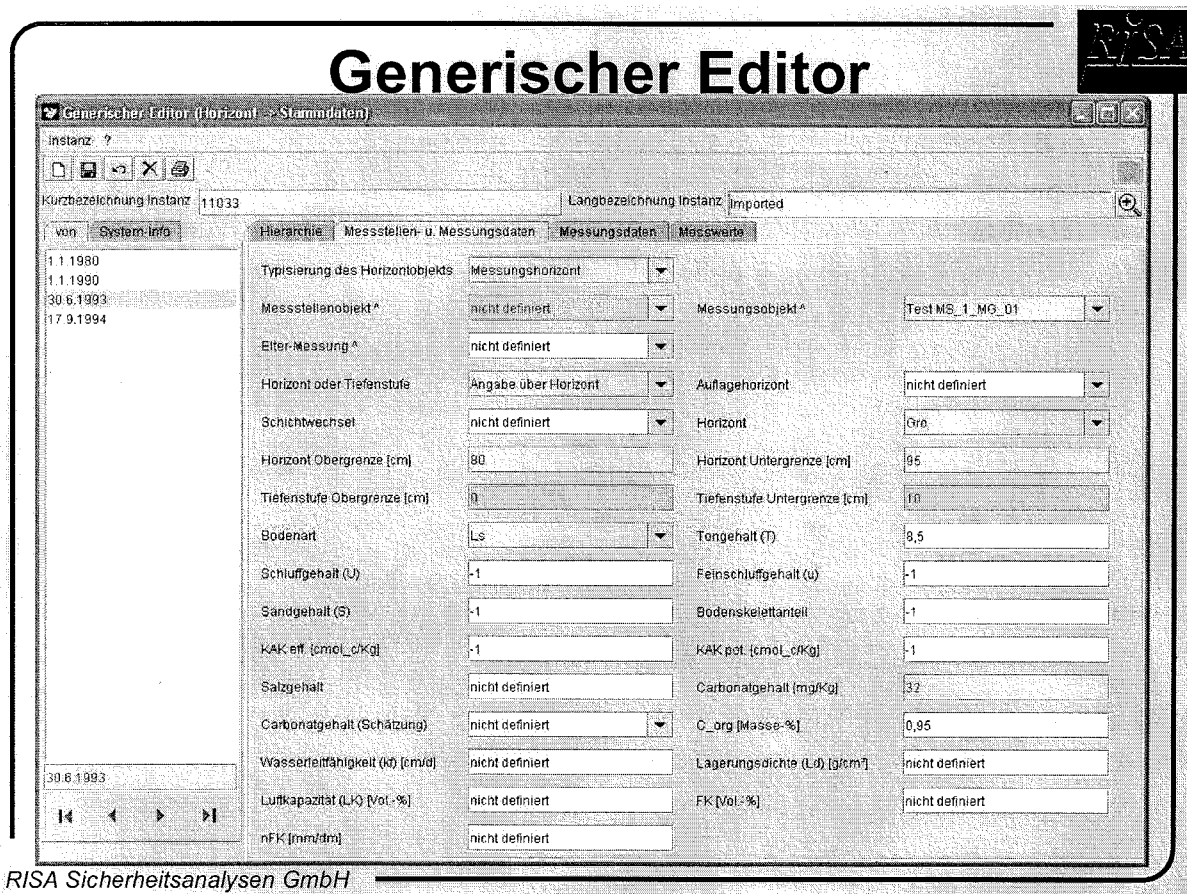 Generischer Editor
RISA
Generischer Editor (Horizont -> Stammdaten)
Instanz ?
Kurzbezeichnung Instanz 11033 Langbezeichnung Instanz Imported
von System-Info Hierarchie Messstellen- u. Messungsdaten Messungsdaten Messwerte
1.1.1980
1.1.1990
30.6.1993
17.9.1994
Typisierung des Horizontobjekts Messungshorizont
Messstellenobjekt ^ nicht definiert Messungsobjekt ^ Test MS_1_MG_01
Elter-Messung ^ nicht definiert
Horizont oder Tiefenstufe Angabe über Horizont Auflagehorizont nicht definiert
Schichtwechsel nicht definiert Horizont Gro
Horizont Obergrenze [cm] 80 Horizont Untergrenze [cm] 95
Tiefenstufe Obergrenze [cm] 0 Tiefenstufe Untergrenze [cm] 10
Bodenart Ls Tongehalt (T) 8,5
Schluffgehalt (U) -1 Feinschluffgehalt (u) -1
Sandgehalt (S) -1 Bodenskelettanteil -1
KAK eff. [cmol_c/Kg] -1 KAK pot. [cmol_c/Kg] -1
Salzgehalt nicht definiert Carbonatgehalt [mg/Kg] 32
Carbonatgehalt (Schätzung) nicht definiert C_org [Masse-%] 0,95
Wasserleitfähigkeit (kf) [cm/d] nicht definiert Lagerungsdichte (Ld) [g/cm³] nicht definiert
Luftkapazität (LK) [Vol.-%] nicht definiert FK [Vol.-%] nicht definiert
nFK [mm/dm] nicht definiert
30.6.1993
RISA Sicherheitsanalysen GmbH